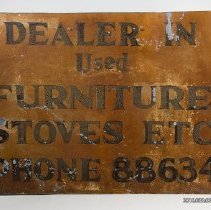 DEALER IN
Used
FURNITURE
STOVES ETC
PHONE 88634